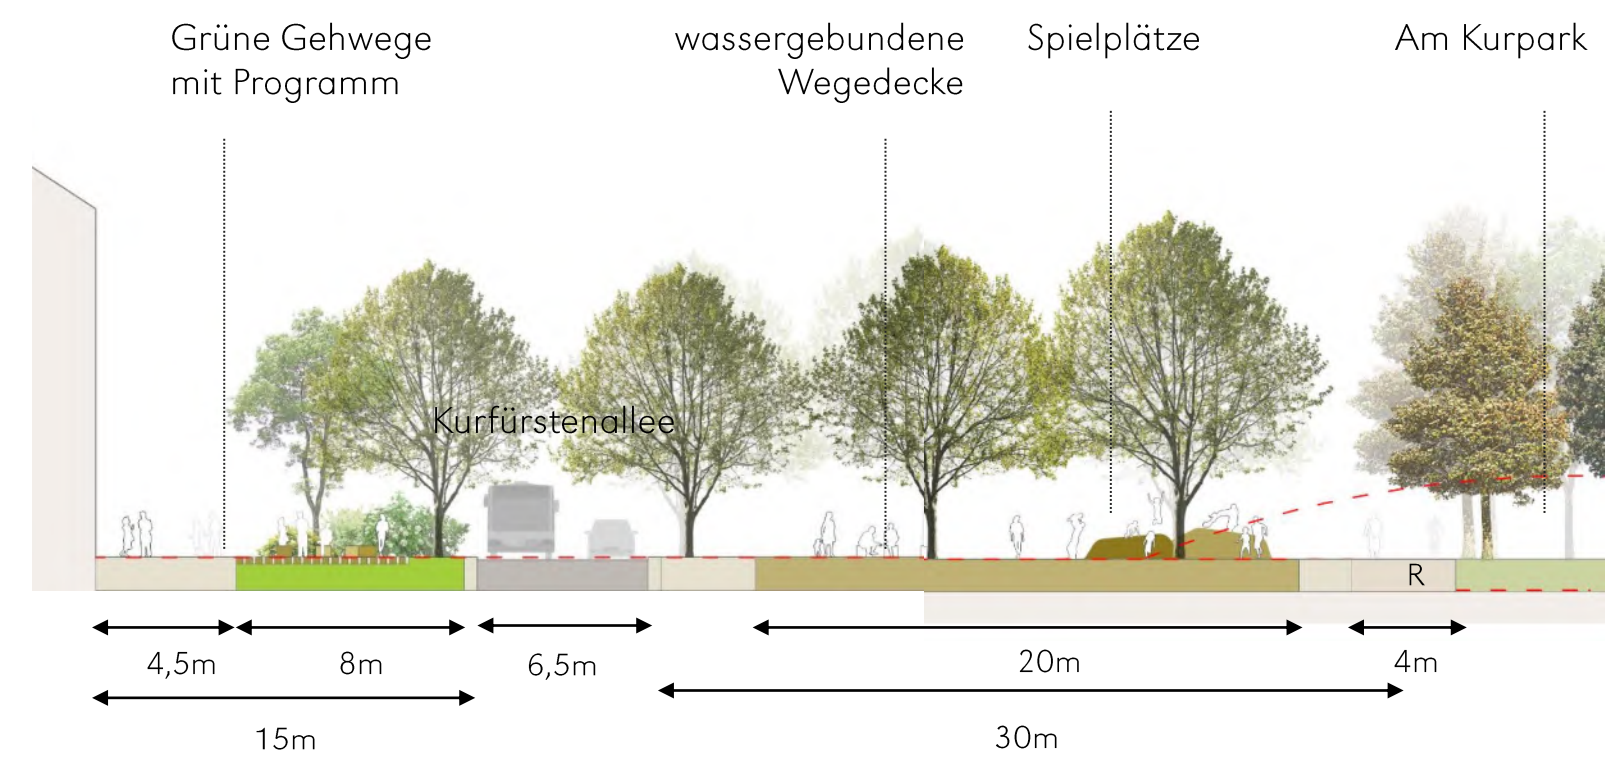 Grüne Gehwege
mit Programm
wassergebundene
Wegedecke
Spielplätze
Am Kurpark
Kurfürstenallee
R
4,5m
8m
6,5m
20m
4m
15m
30m